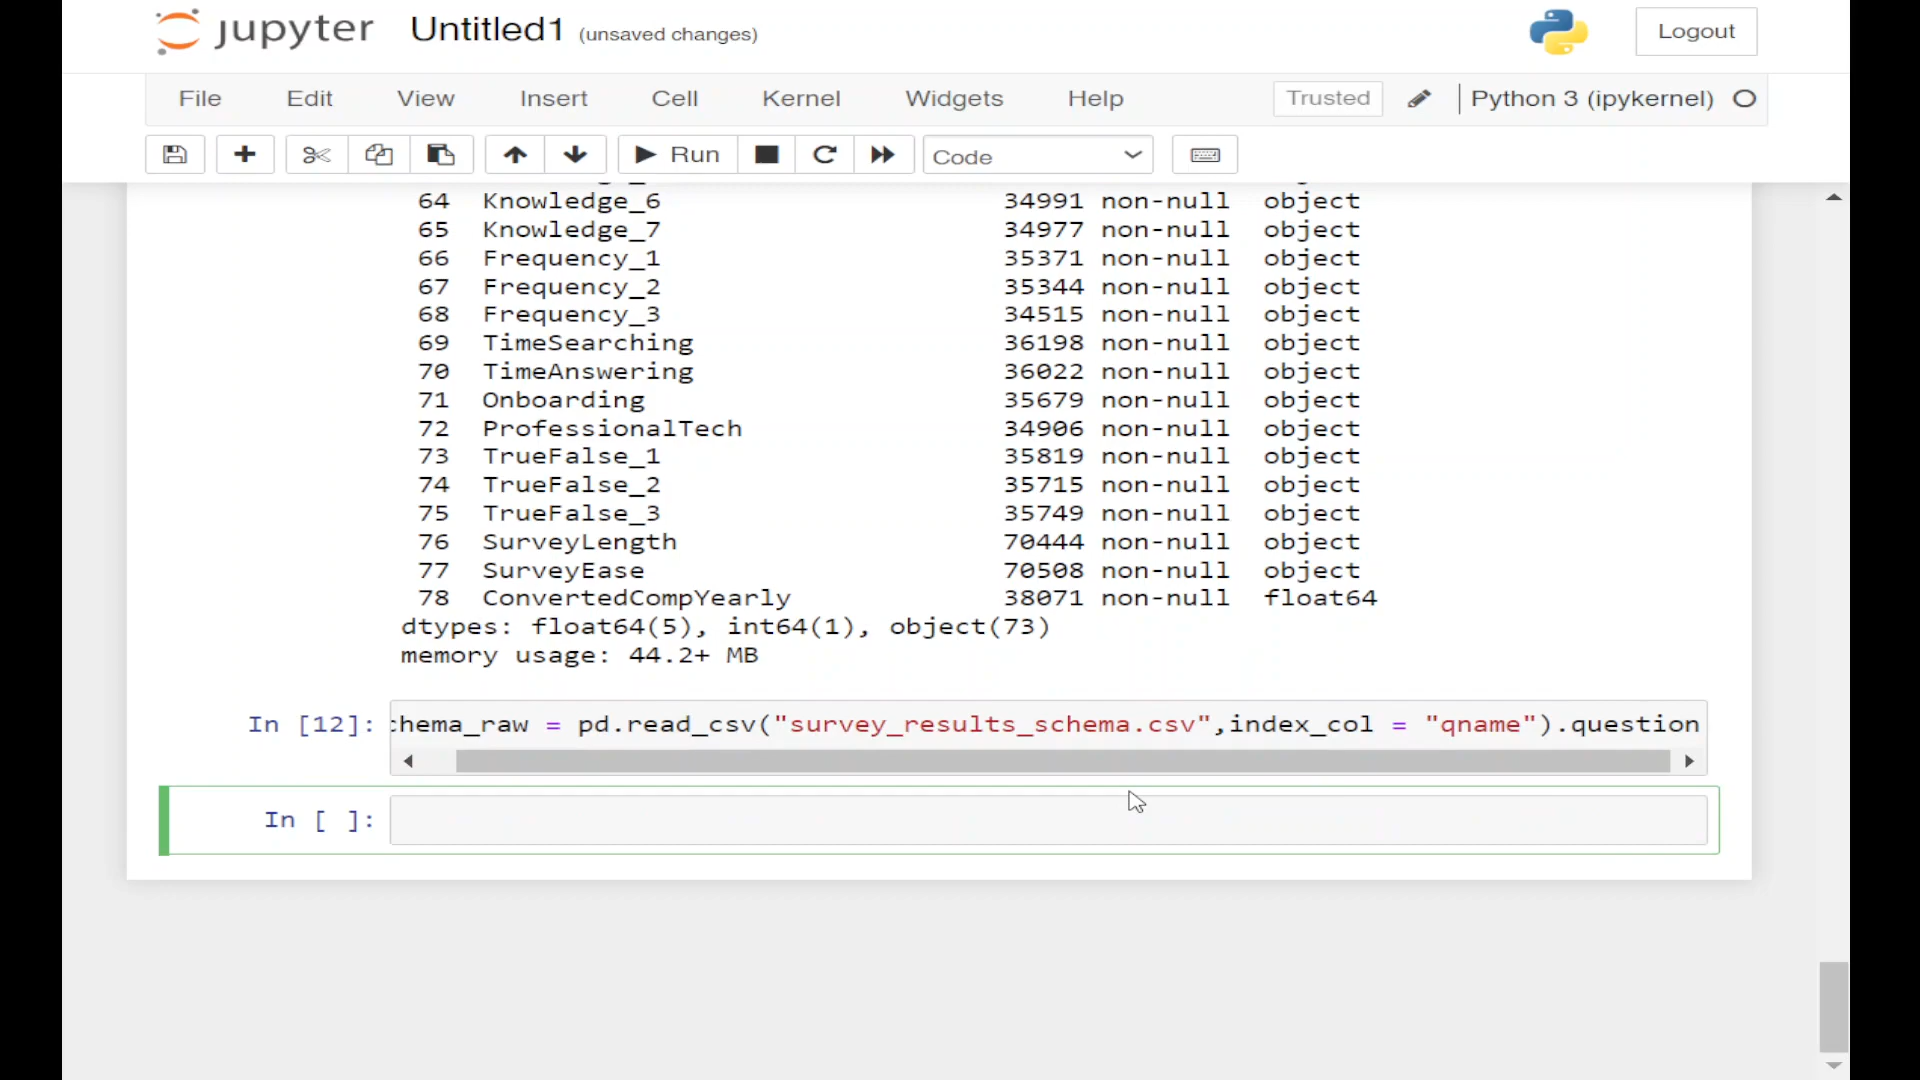 jupyter Untitled1 (unsaved changes) Logout
File Edit View Insert Cell Kernel Widgets Help Trusted Python 3 (ipykernel)
Run Code
64 Knowledge_6 34991 non-null object
65 Knowledge_7 34977 non-null object
66 Frequency_1 35371 non-null object
67 Frequency_2 35344 non-null object
68 Frequency_3 34515 non-null object
69 TimeSearching 36198 non-null object
70 TimeAnswering 36022 non-null object
71 Onboarding 35679 non-null object
72 ProfessionalTech 34906 non-null object
73 TrueFalse_1 35819 non-null object
74 TrueFalse_2 35715 non-null object
75 TrueFalse_3 35749 non-null object
76 SurveyLength 70444 non-null object
77 SurveyEase 70508 non-null object
78 ConvertedCompYearly 38071 non-null float64
dtypes: float64(5), int64(1), object(73)
memory usage: 44.2+ MB
In [12]: chema_raw = pd.read_csv("survey_results_schema.csv",index_col = "qname").question
In [ ]: